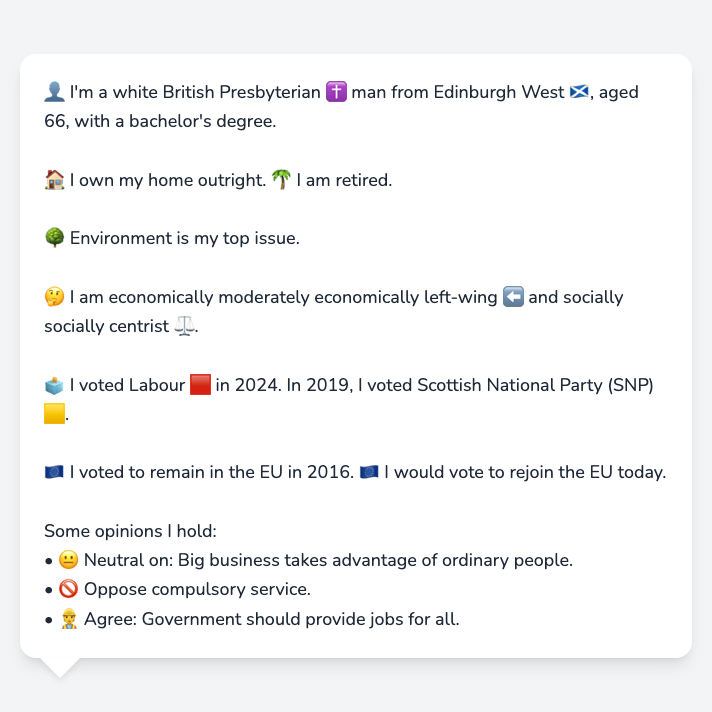 👤 I'm a white British Presbyterian ✝️ man from Edinburgh West 🏴󠁧󠁢󠁳󠁣󠁴󠁿, aged
66, with a bachelor's degree.
🏠 I own my home outright. 🌴 I am retired.
🌳 Environment is my top issue.
🤔 I am economically moderately economically left-wing ⬅️ and socially
socially centrist ⚖️.
🗳️ I voted Labour 🟥 in 2024. In 2019, I voted Scottish National Party (SNP)
🟨.
🇪🇺 I voted to remain in the EU in 2016. 🇪🇺 I would vote to rejoin the EU today.
Some opinions I hold:
• 😐 Neutral on: Big business takes advantage of ordinary people.
• 🚫 Oppose compulsory service.
• 👷 Agree: Government should provide jobs for all.